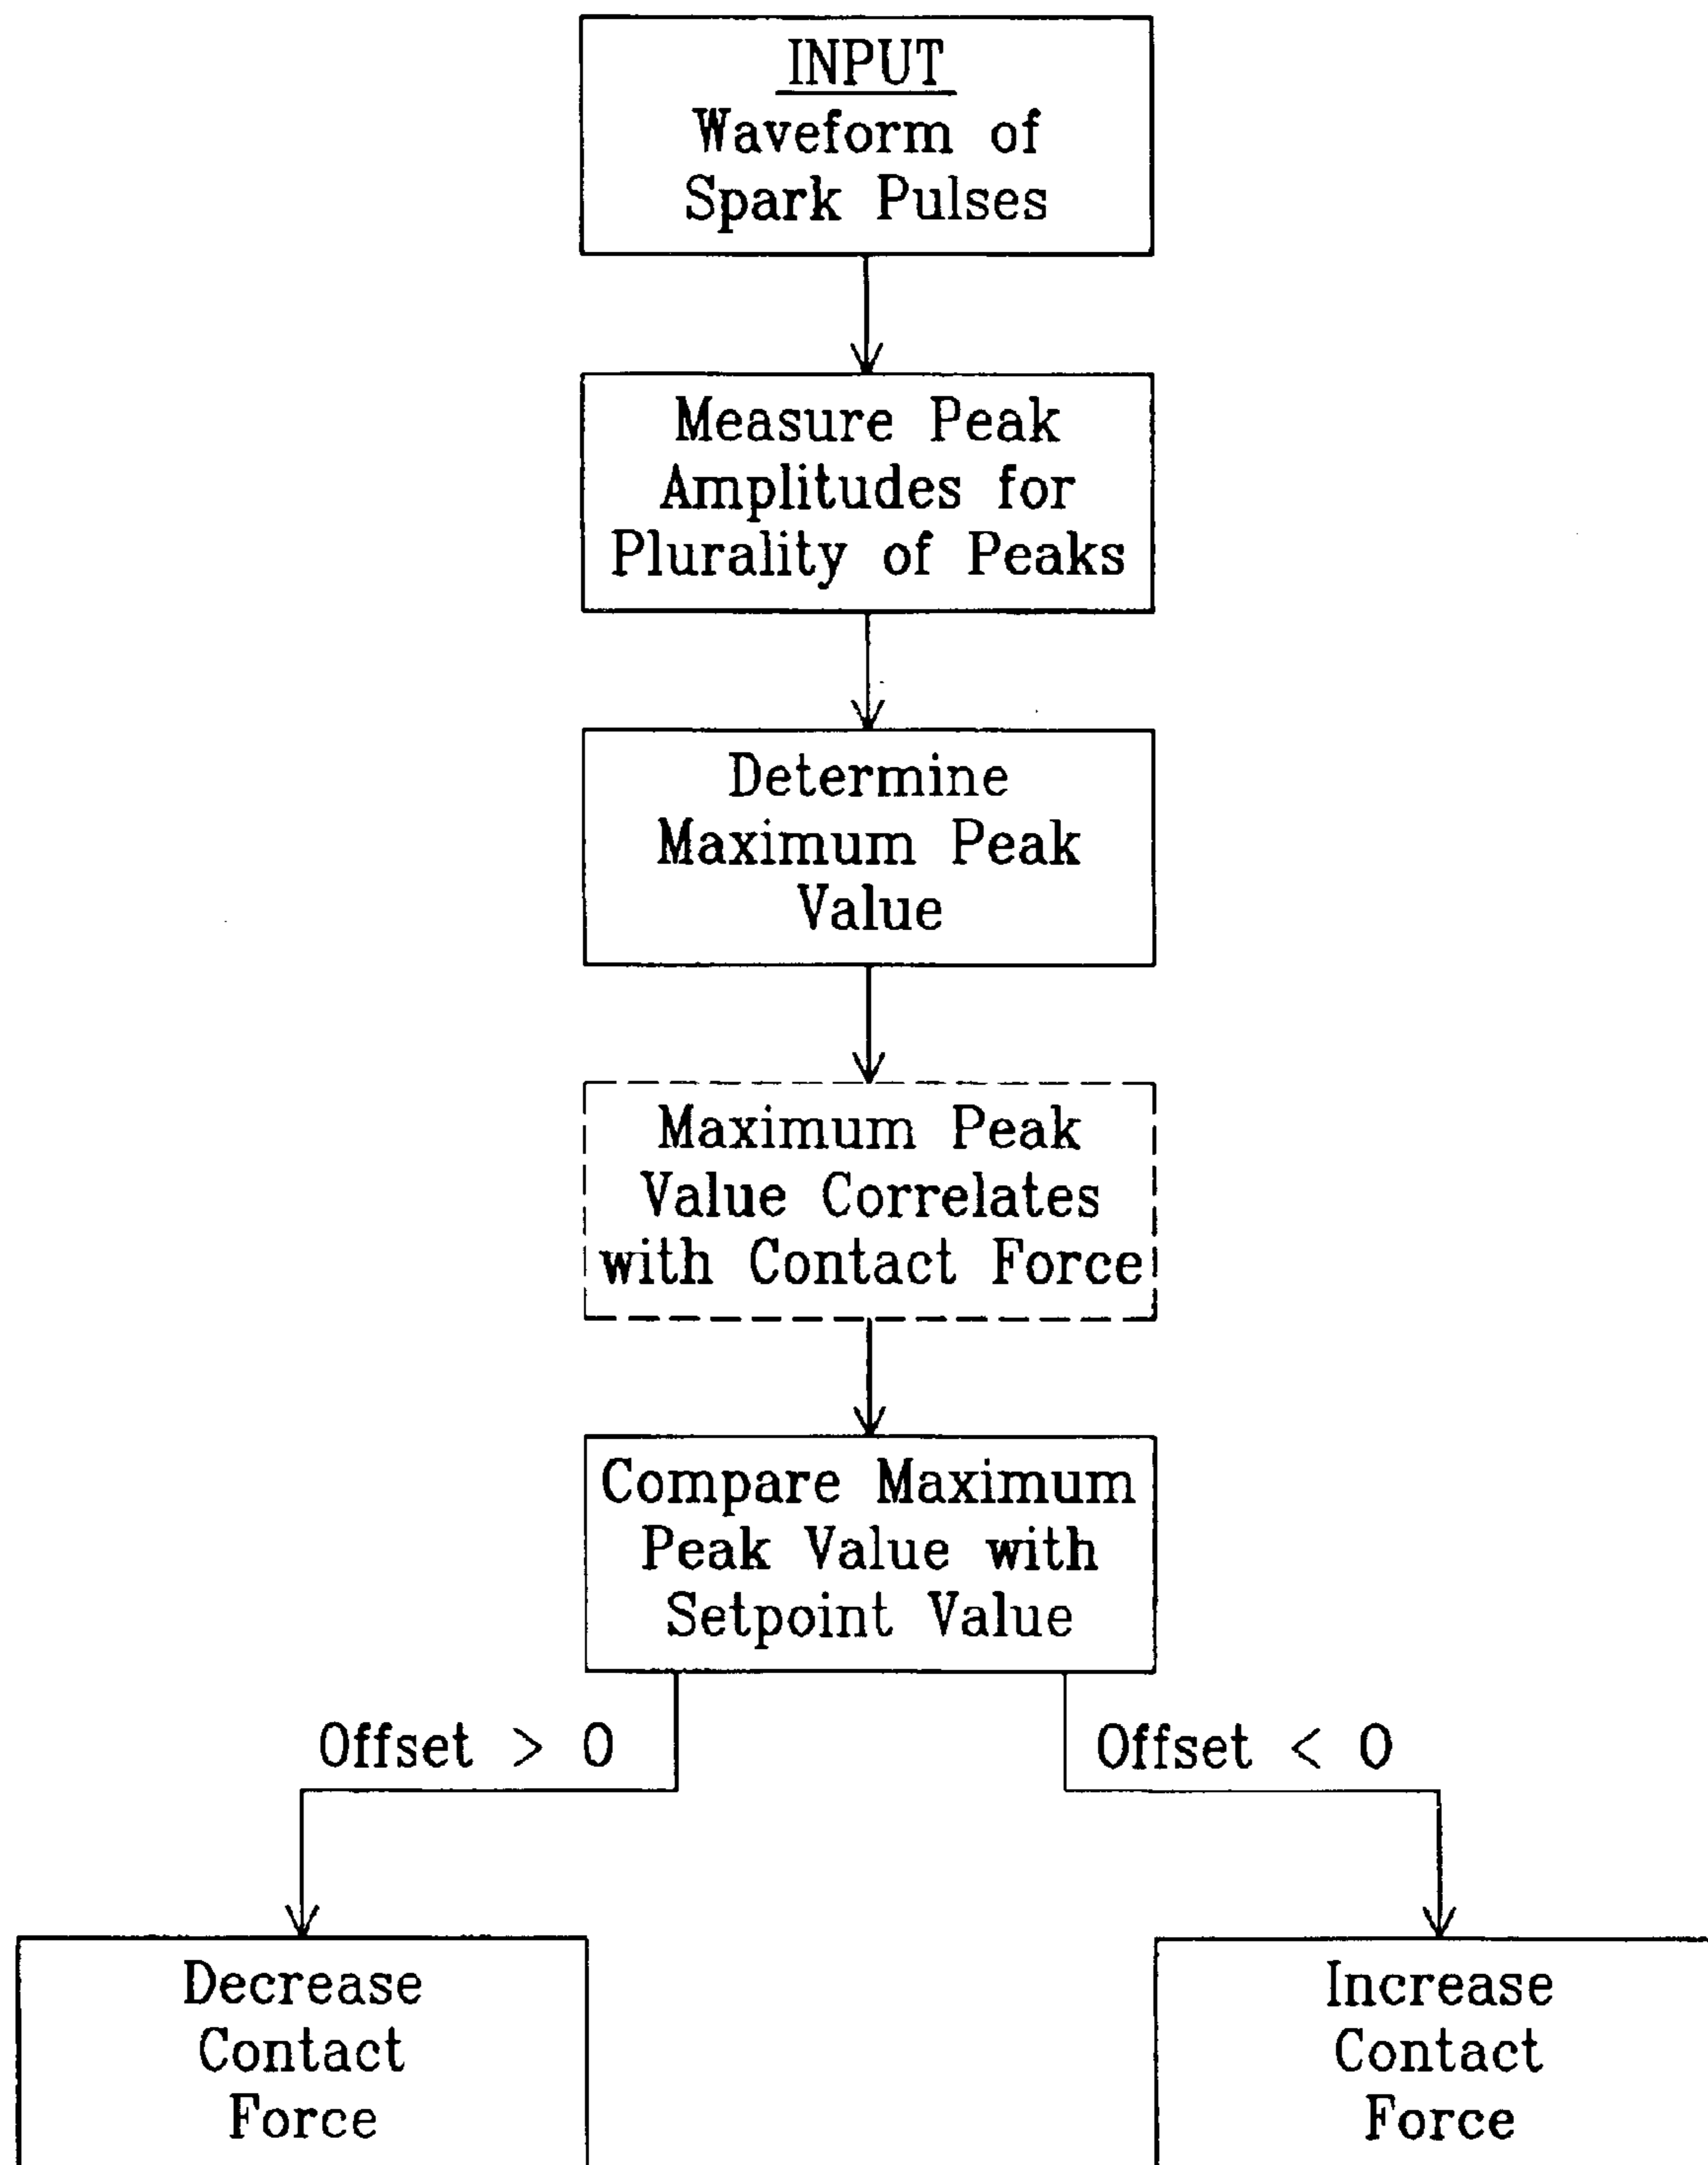 INPUT
Waveform of
Spark Pulses
Measure Peak
Amplitudes for
Plurality of Peaks
Determine
Maximum Peak
Value
Maximum Peak
Value Correlates
with Contact Force
Compare Maximum
Peak Value with
Setpoint Value
Offset > 0
Offset < 0
Decrease
Contact
Force
Increase
Contact
Force